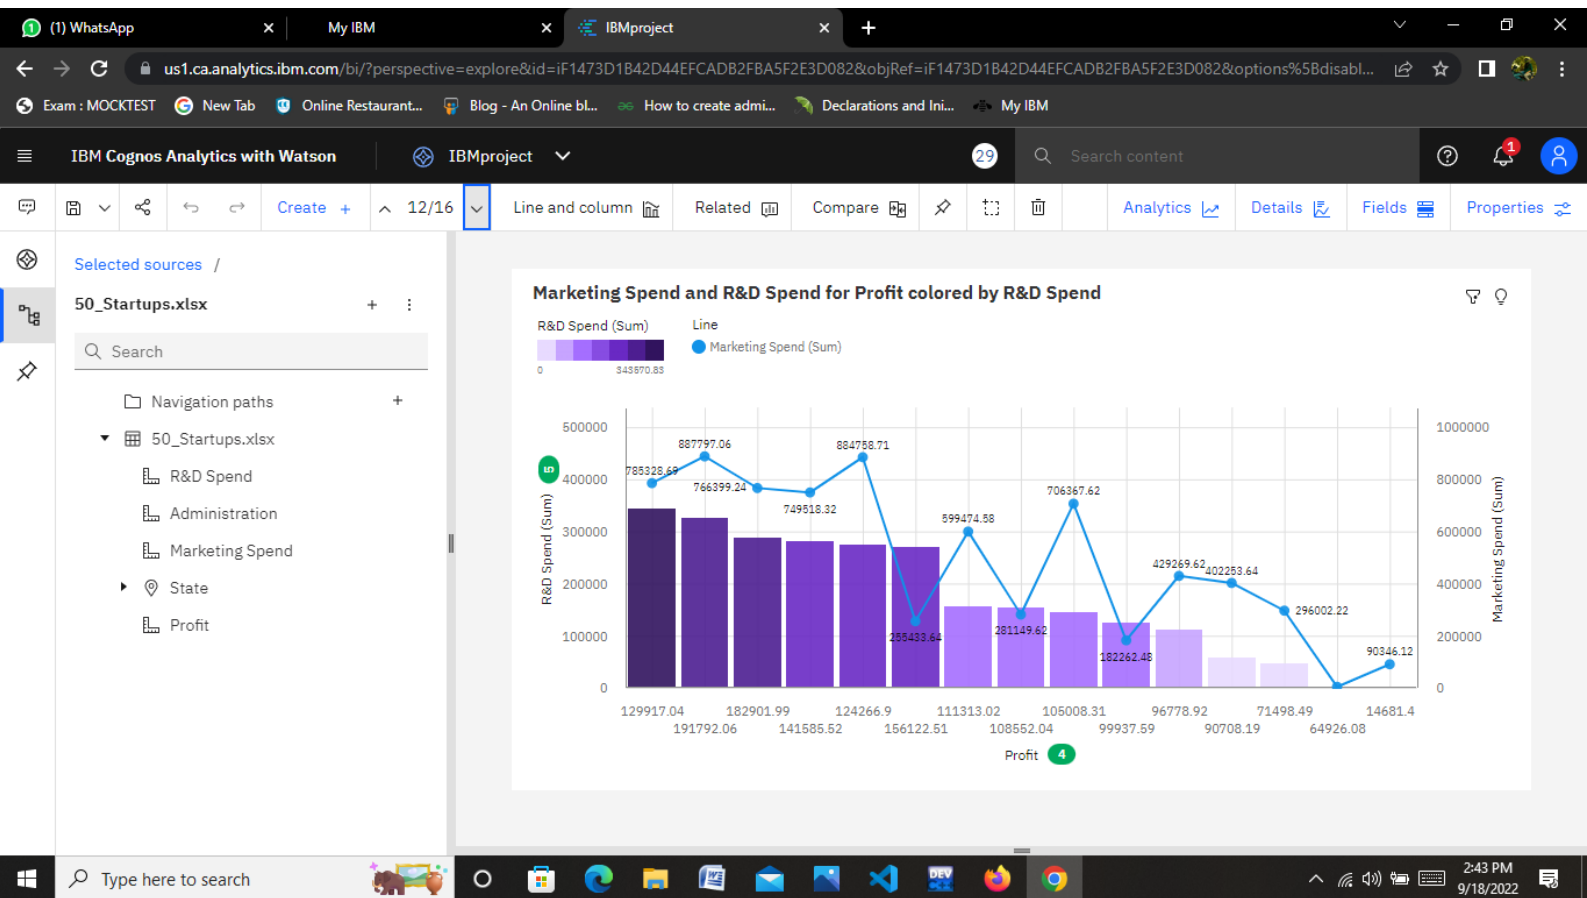 (1) WhatsApp
My IBM
IBMproject
us1.ca.analytics.ibm.com/bi/?perspective=explore&id=iF1473D1B42D44EFCADB2FBA5F2E3D082&objRef=iF1473D1B42D44EFCADB2FBA5F2E3D082&options%5Bdisabl...
Exam : MOCKTEST
New Tab
Online Restaurant...
Blog - An Online bl...
How to create admi...
Declarations and Ini...
My IBM
IBM Cognos Analytics with Watson
IBMproject
29
Search content
1
Create +
12/16
Line and column
Related
Compare
Analytics
Details
Fields
Properties
Selected sources /
50_Startups.xlsx
Search
Navigation paths
50_Startups.xlsx
R&D Spend
Administration
Marketing Spend
State
Profit
Marketing Spend and R&D Spend for Profit colored by R&D Spend
R&D Spend (Sum)
0 343570.83
Line
Marketing Spend (Sum)
500000
400000
300000
200000
100000
0
5
R&D Spend (Sum)
785328.69
887797.06
766399.24
749518.32
884758.71
255433.64
599474.58
281149.62
706367.62
182262.48
429269.62
402253.64
296002.22
90346.12
1000000
800000
600000
400000
200000
0
Marketing Spend (Sum)
129917.04 182901.99 124266.9 111313.02 105008.31 96778.92 71498.49 14681.4
191792.06 141585.52 156122.51 108552.04 99937.59 90708.19 64926.08
Profit 4
Type here to search
DEV
2:43 PM
9/18/2022